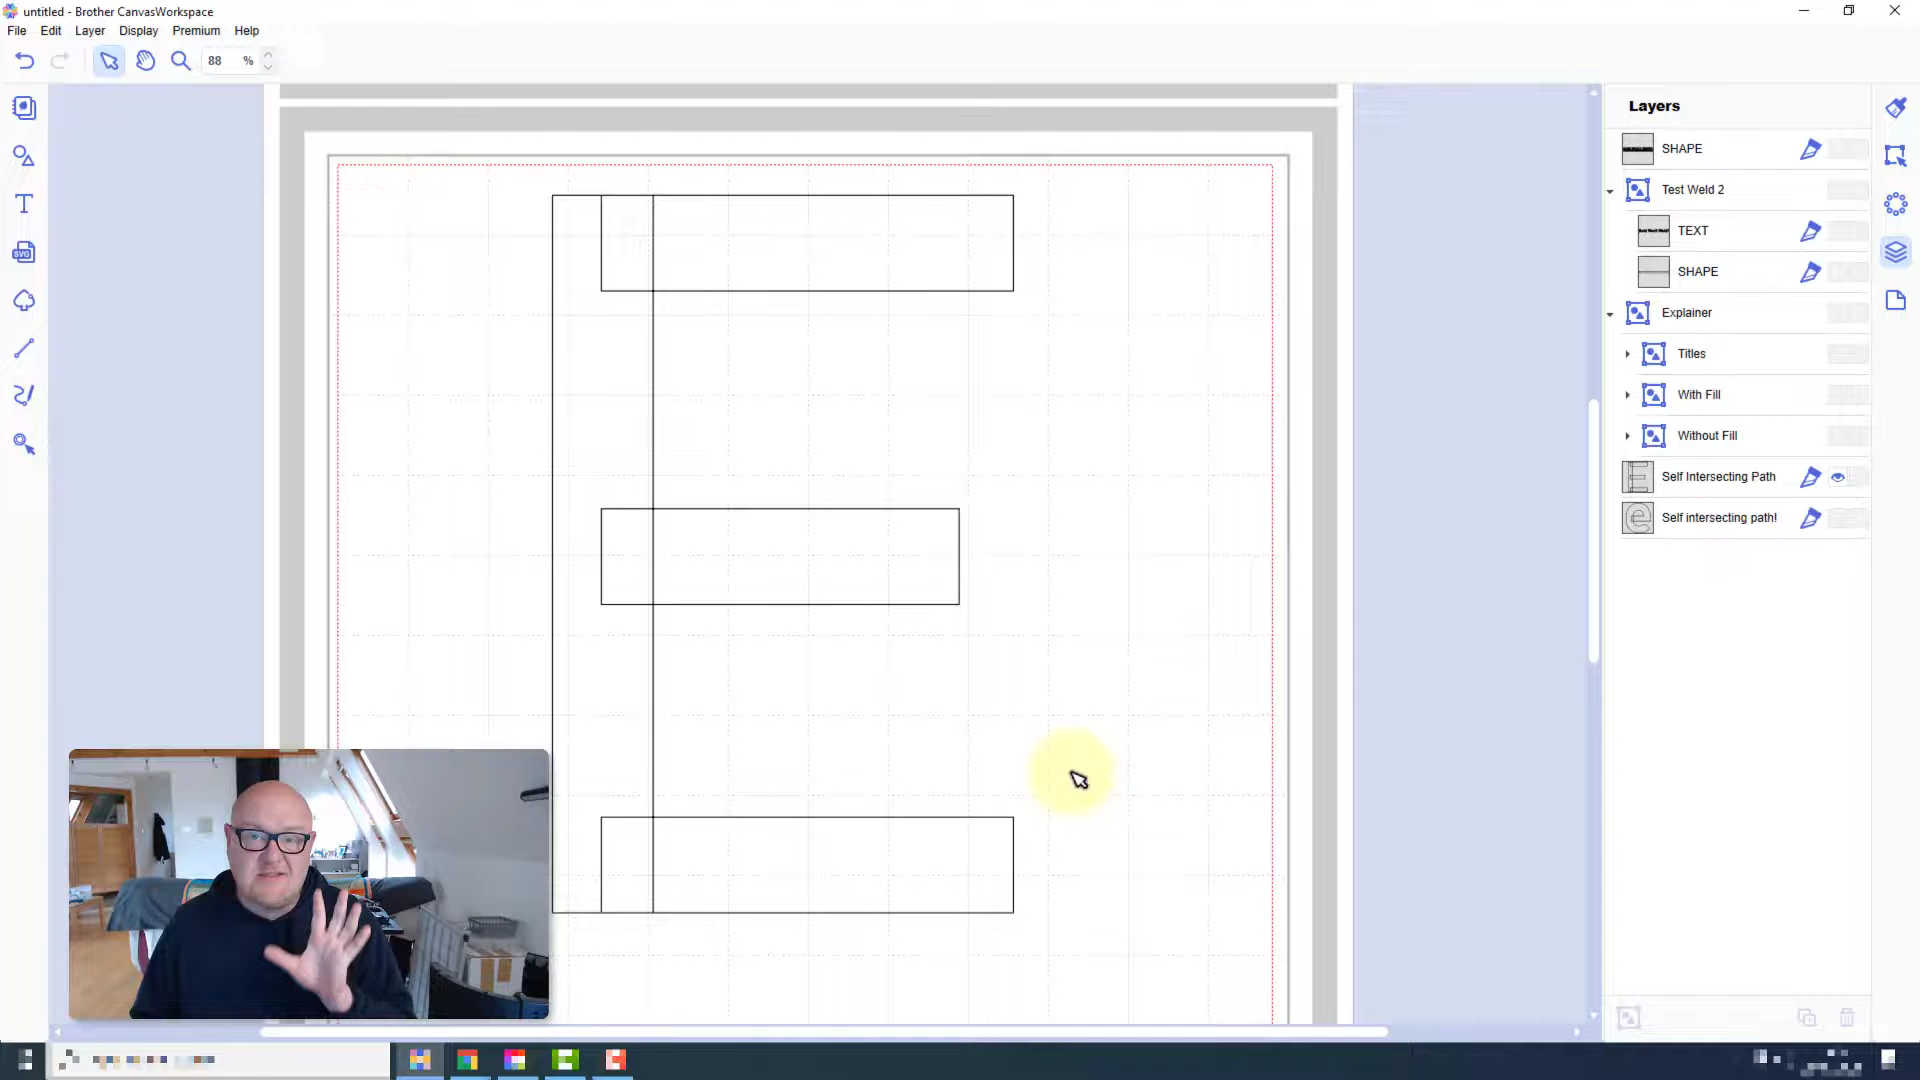 untitled - Brother CanvasWorkspace
File Edit Layer Display Premium Help
88 %
Layers
SHAPE
Test Weld 2
TEXT
SHAPE
Explainer
Titles
With Fill
Without Fill
Self Intersecting Path
Self intersecting path!
SVG